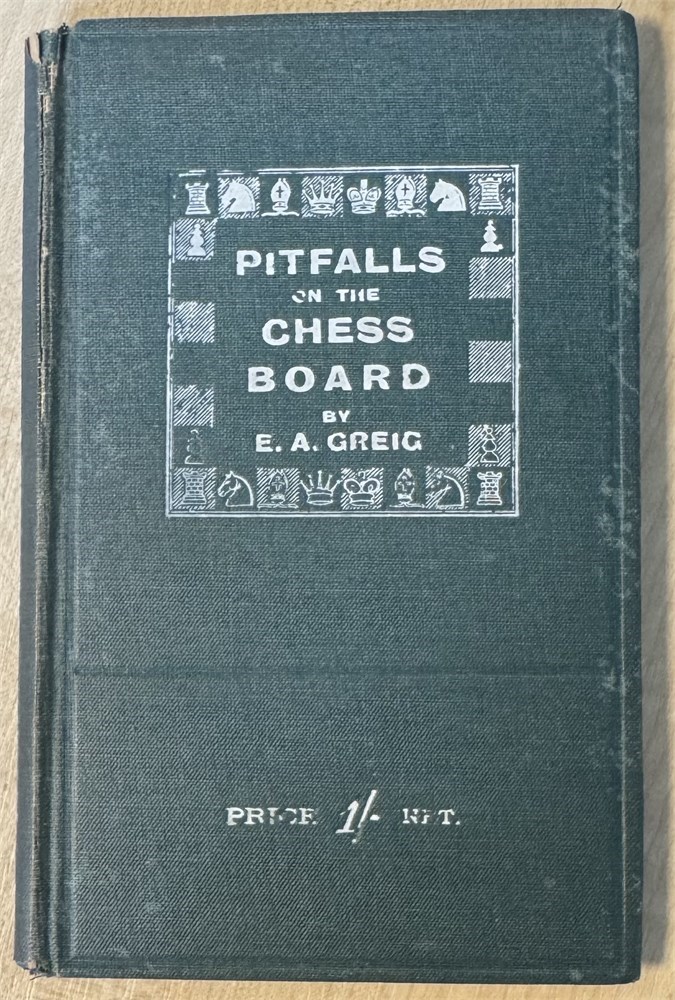 PITFALLS
ON THE
CHESS
BOARD
BY
E. A. GREIG
PRICE 1/- NET.